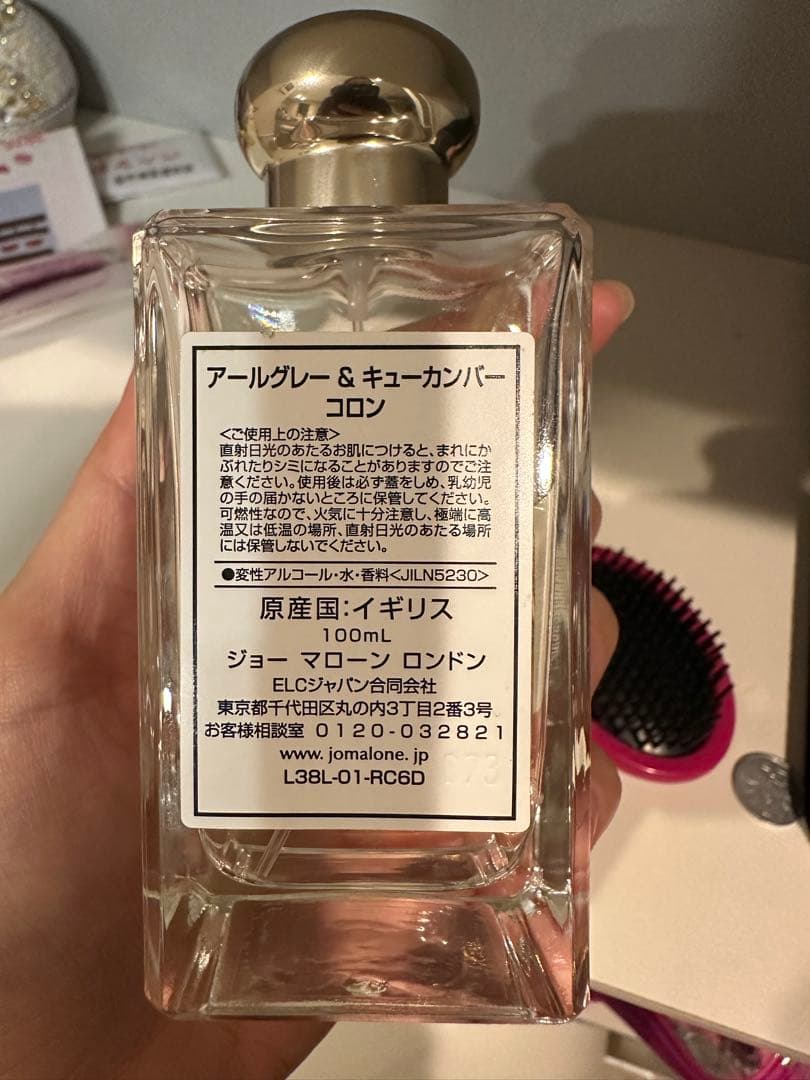 アールグレー & キューカンバー
コロン
<ご使用上の注意>
直射日光のあたるお肌につけると、まれにか
ぶれたりシミになることがありますのでご注
意ください。使用後は必ず蓋をしめ、乳幼児
の手の届かないところに保管してください。
可燃性なので、火気に十分注意し、極端に高
温又は低温の場所、直射日光のあたる場所
には保管しないでください。
●変性アルコール・水・香料<JILN5230>
原産国:イギリス
100mL
ジョー マローン ロンドン
ELCジャパン合同会社
東京都千代田区丸の内3丁目2番3号
お客様相談室 0120-032821
www. jomalone. jp
L38L-01-RC6D